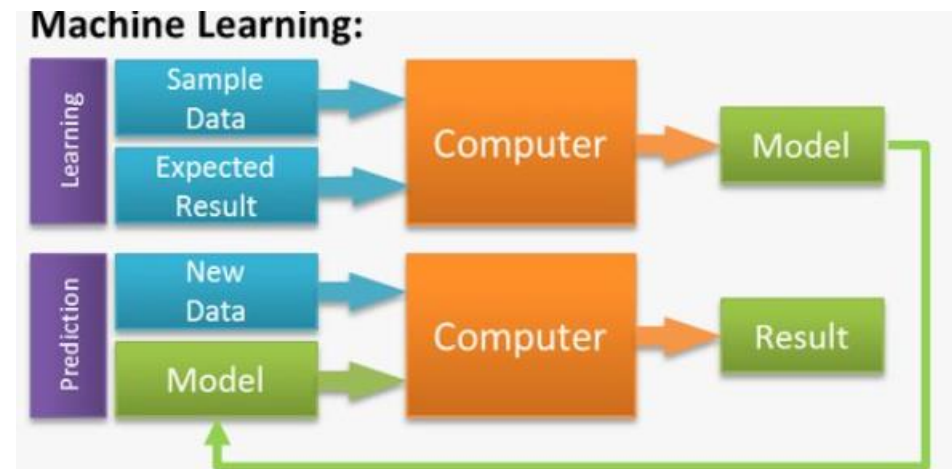 Machine Learning:
Learning
Sample
Data
Expected
Result
Computer
Model
Prediction
New
Data
Model
Computer
Result